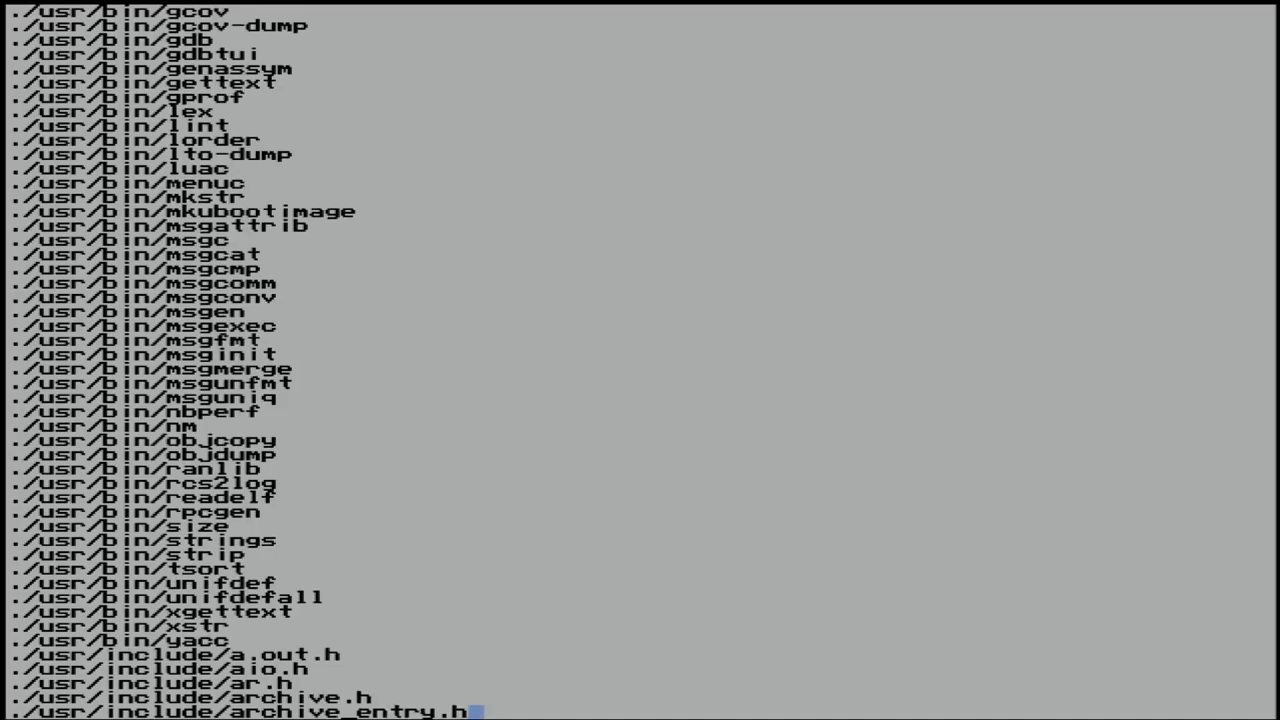 ./usr/bin/gcov
./usr/bin/gcov-dump
./usr/bin/gdb
./usr/bin/gdbtui
./usr/bin/genassym
./usr/bin/gettext
./usr/bin/gprof
./usr/bin/lex
./usr/bin/lint
./usr/bin/lorder
./usr/bin/lto-dump
./usr/bin/luac
./usr/bin/menuc
./usr/bin/mkstr
./usr/bin/mkubootimage
./usr/bin/msgattrib
./usr/bin/msgc
./usr/bin/msgcat
./usr/bin/msgcmp
./usr/bin/msgcomm
./usr/bin/msgconv
./usr/bin/msgen
./usr/bin/msgexec
./usr/bin/msgfmt
./usr/bin/msginit
./usr/bin/msgmerge
./usr/bin/msgunfmt
./usr/bin/msguniq
./usr/bin/nbperf
./usr/bin/nm
./usr/bin/objcopy
./usr/bin/objdump
./usr/bin/ranlib
./usr/bin/rcs2log
./usr/bin/readelf
./usr/bin/rpcgen
./usr/bin/size
./usr/bin/strings
./usr/bin/strip
./usr/bin/tsort
./usr/bin/unifdef
./usr/bin/unifdefall
./usr/bin/xgettext
./usr/bin/xstr
./usr/bin/yacc
./usr/include/a.out.h
./usr/include/aio.h
./usr/include/ar.h
./usr/include/archive.h
./usr/include/archive_entry.h